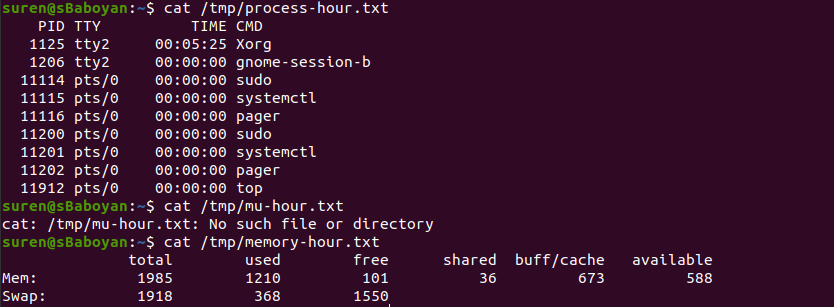 suren@sBaboyan:~$ cat /tmp/process-hour.txt
    PID TTY          TIME CMD
   1125 tty2     00:05:25 Xorg
   1206 tty2     00:00:00 gnome-session-b
  11114 pts/0    00:00:00 sudo
  11115 pts/0    00:00:00 systemctl
  11116 pts/0    00:00:00 pager
  11200 pts/0    00:00:00 sudo
  11201 pts/0    00:00:00 systemctl
  11202 pts/0    00:00:00 pager
  11912 pts/0    00:00:00 top
suren@sBaboyan:~$ cat /tmp/mu-hour.txt
cat: /tmp/mu-hour.txt: No such file or directory
suren@sBaboyan:~$ cat /tmp/memory-hour.txt
              total        used        free      shared  buff/cache   available
Mem:           1985        1210         101          36         673         588
Swap:          1918         368        1550